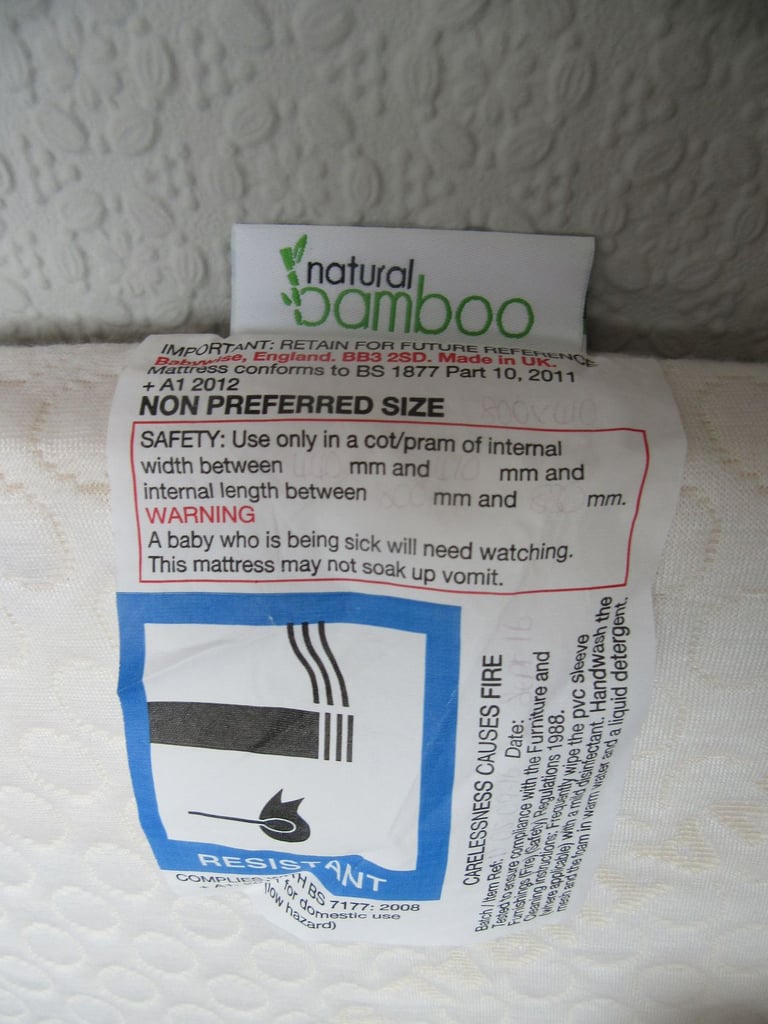 natural
bamboo
IMPORTANT: RETAIN FOR FUTURE REFERENCE
Babywise, England. BB3 2SD. Made in UK.
Mattress conforms to BS 1877 Part 10, 2011
+ A1 2012
NON PREFERRED SIZE
SAFETY: Use only in a cot/pram of internal
width between mm and mm and
internal length between mm and mm.
WARNING
A baby who is being sick will need watching.
This mattress may not soak up vomit.
RESISTANT
COMPLIES WITH BS 7177: 2008
for domestic use
(low hazard)
CARELESSNESS CAUSES FIRE
Batch / Item Ref: Date:
Tested to ensure compliance with the Furniture and
Furnishings (Fire) (Safety) Regulations 1988.
Cleaning instructions: Frequently wipe the pvc sleeve
(where applicable) with a mild disinfectant. Handwash the
mesh and the foam in warm water and a liquid detergent.